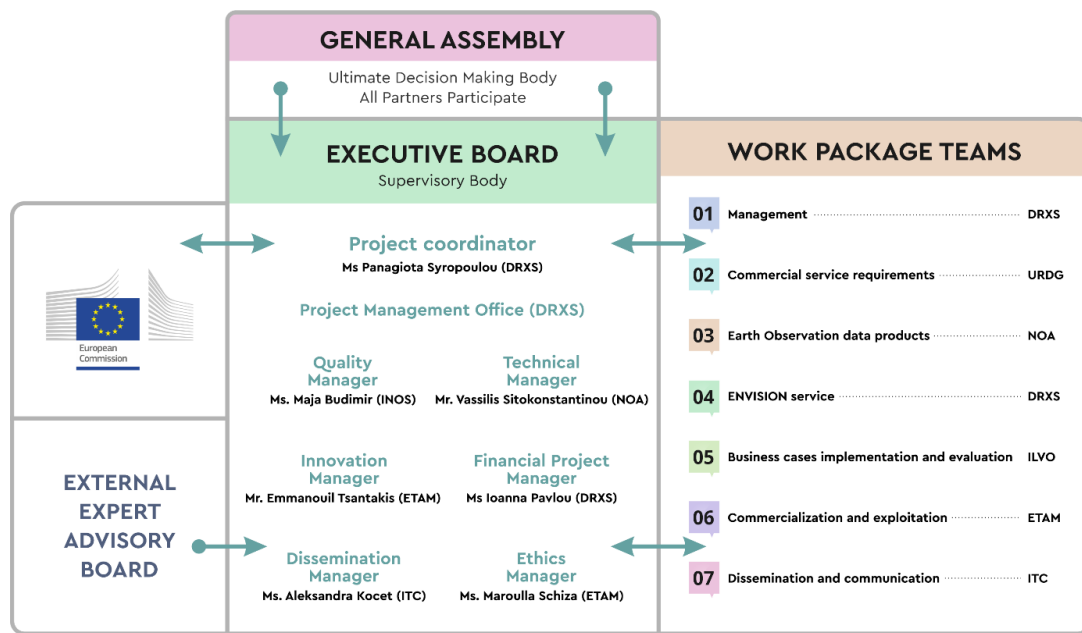 GENERAL ASSEMBLY
Ultimate Decision Making Body
All Partners Participate
EXECUTIVE BOARD
Supervisory Body
Project coordinator
Ms Panagiota Syropoulou (DRXS)
Project Management Office (DRXS)
Quality
Manager
Ms. Maja Budimir (INOS)
Technical
Manager
Mr. Vassilis Sitokonstantinou (NOA)
Innovation
Manager
Mr. Emmanouil Tsantakis (ETAM)
Financial Project
Manager
Ms Ioanna Pavlou (DRXS)
Dissemination
Manager
Ms. Aleksandra Kocet (ITC)
Ethics
Manager
Ms. Maroulla Schiza (ETAM)
European
Commission
EXTERNAL
EXPERT
ADVISORY
BOARD
WORK PACKAGE TEAMS
01 Management DRXS
02 Commercial service requirements URDG
03 Earth Observation data products NOA
04 ENVISION service DRXS
05 Business cases implementation and evaluation ILVO
06 Commercialization and exploitation ETAM
07 Dissemination and communication ITC